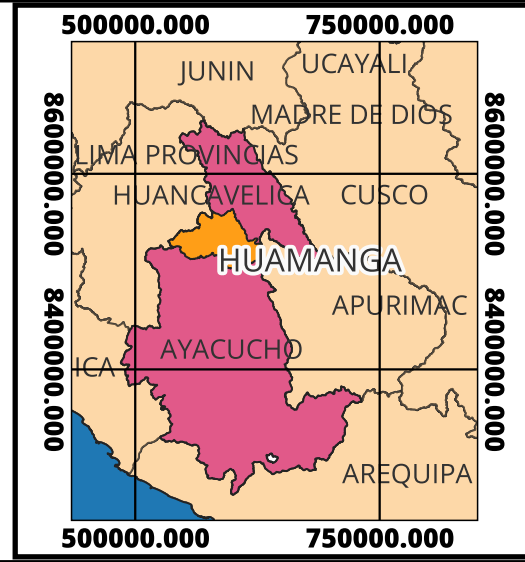 500000.000 750000.000
JUNIN
UCAYALI
MADRE DE DIOS
8600000.000
8600000.000
LIMA PROVINCIAS
HUANCAVELICA
CUSCO
HUAMANGA
APURIMAC
8400000.000
8400000.000
AYACUCHO
ICA
AREQUIPA
500000.000 750000.000